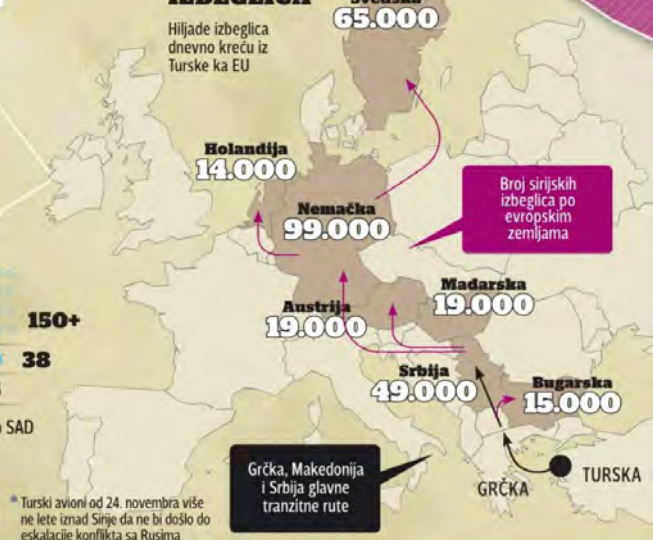 IZBEGLICA
Hiljade izbeglica
dnevno kreću iz
Turske ka EU
Švedska
65.000
Holandija
14.000
Nemačka
99.000
Broj sirijskih
izbeglica po
evropskim
zemljama
Austrija
19.000
Mađarska
19.000
Srbija
49.000
Bugarska
15.000
150+
38
SAD
Grčka, Makedonija
i Srbija glavne
tranzitne rute
GRČKA
TURSKA
* Turski avioni od 24. novembra više
ne lete iznad Sirije da ne bi došlo do
eskalacije konflikta sa Rusima